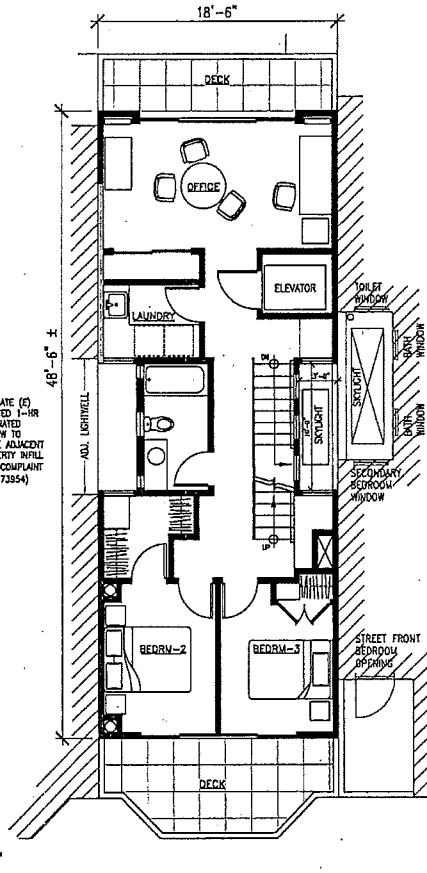 18'-6"
DECK
OFFICE
ELEVATOR
LAUNDRY
TOILET
WINDOW
48'-6" ±
SKYLIGHT
BATH
WINDOW
DN
ADJ. LIGHTWELL
ATE (E)
ED 1-HR
RATED
W TO
ADJACENT
ERTY INFILL
COMPLAINT
73954)
SKYLIGHT
BATH
WINDOW
SECONDARY
BEDROOM
WINDOW
UP
BEDRM-2
BEDRM-3
STREET FRONT
BEDROOM
OPENING
DECK